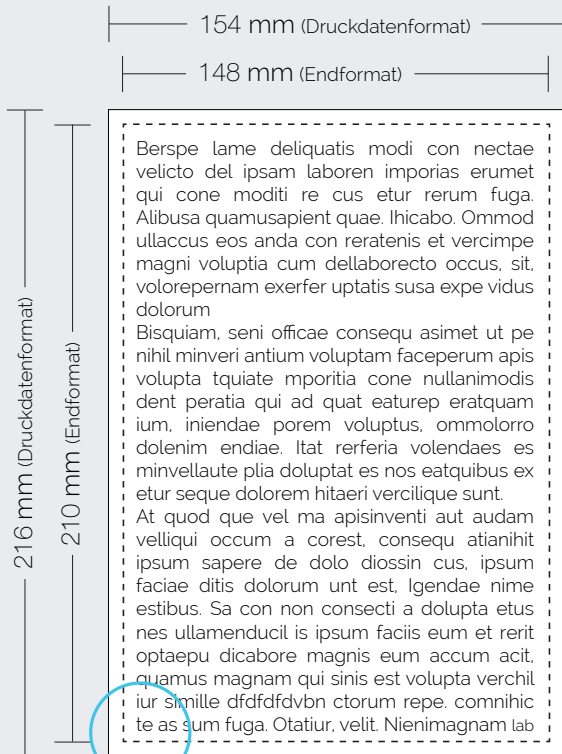 154 mm (Druckdatenformat)
148 mm (Endformat)
216 mm (Druckdatenformat)
210 mm (Endformat)
Berspe lame deliquatis modi con nectae
velicto del ipsam laboren imporias erumet
qui cone moditi re cus etur rerum fuga.
Alibusa quamusapient quae. Ihicabo. Ommod
ullaccus eos anda con reratenis et vercimpe
magni voluptia cum dellaborecto occus, sit,
volorepernam exerfer uptatis susa expe vidus
dolorum
Bisquiam, seni officae consequ asimet ut pe
nihil minveri antium voluptam faceperum apis
volupta tquiate mporitia cone nullanimodis
dent peratia qui ad quat eaturep eratquam
ium, iniendae porem voluptus, ommolorro
dolenim endiae. Itat rerferia volendaes es
minvellaute plia doluptat es nos eatquibus ex
etur seque dolorem hitaeri vercilique sunt.
At quod que vel ma apisinventi aut audam
velliqui occum a corest, consequ atianihit
ipsum sapere de dolo diossin cus, ipsum
faciae ditis dolorum unt est, Igendae nime
estibus. Sa con non consecti a dolupta etus
nes ullamenducil is ipsum faciis eum et rerit
optaepu dicabore magnis eum accum acit,
quamus magnam qui sinis est volupta verchil
iur simille dfdfdfdvbn ctorum repe. comnihic
te as sum fuga. Otatiur, velit. Nienimagnam lab